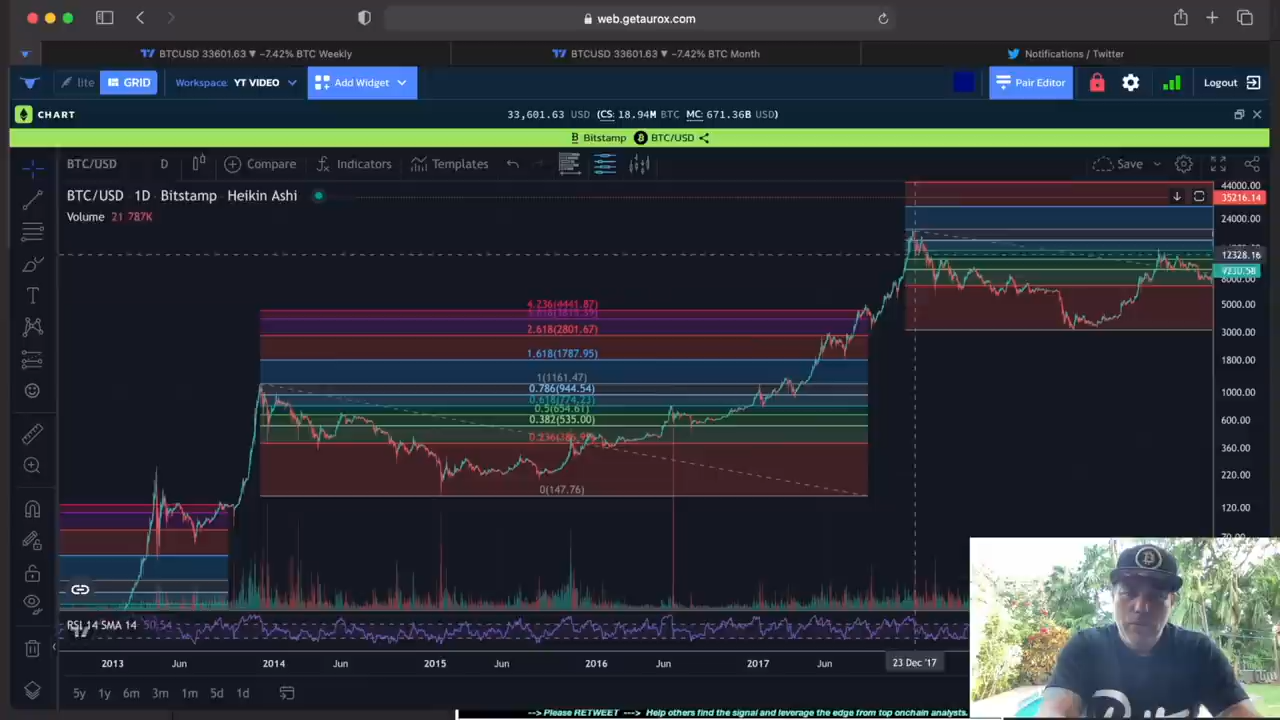 web.getaurox.com
BTCUSD 33601.63 ▼ −7.42% BTC Weekly
BTCUSD 33601.63 ▼ −7.42% BTC Month
Notifications / Twitter
lite
GRID
Workspace: YT VIDEO
Add Widget
Pair Editor
Logout
CHART
33,601.63 USD (CS: 18.94M BTC MC: 671.36B USD)
Bitstamp BTC/USD
BTC/USD D Compare Indicators Templates Save
BTC/USD 1D Bitstamp Heikin Ashi
Volume 21 787K
44000.00
35216.14
24000.00
12328.16
9230.58
8000.00
5000.00
3000.00
1800.00
1000.00
600.00
360.00
220.00
120.00
4.236(4441.87)
2.618(2801.67)
1.618(1787.95)
1(1161.47)
0.786(944.54)
0.618(774.23)
0.5(654.61)
0.382(535.00)
0(147.76)
RSI 14 SMA 14
2013 Jun 2014 Jun 2015 Jun 2016 Jun 2017 Jun 23 Dec '17
5y 1y 6m 3m 1m 5d 1d
--> Please RETWEET ---> Help others find the signal and leverage the edge from top onchain analysts.